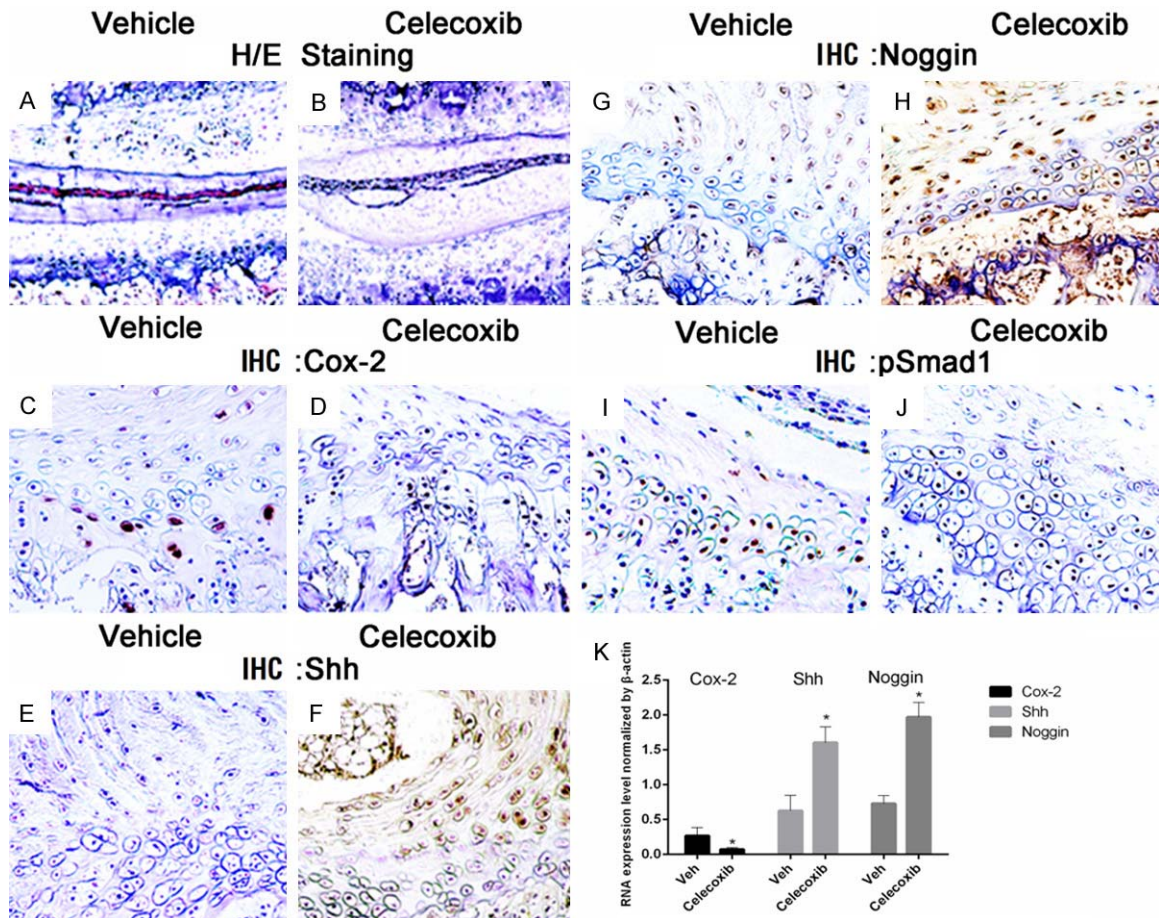 Vehicle Celecoxib
H/E Staining
A B
Vehicle Celecoxib
IHC :Noggin
G H
Vehicle Celecoxib
IHC :Cox-2
C D
Vehicle Celecoxib
IHC :pSmad1
I J
Vehicle Celecoxib
IHC :Shh
E F
K
RNA expression level normalized by β-actin
2.5
2.0
1.5
1.0
0.5
0.0
Cox-2 Shh Noggin
* * *
Veh Celecoxib Veh Celecoxib Veh Celecoxib
Cox-2
Shh
Noggin